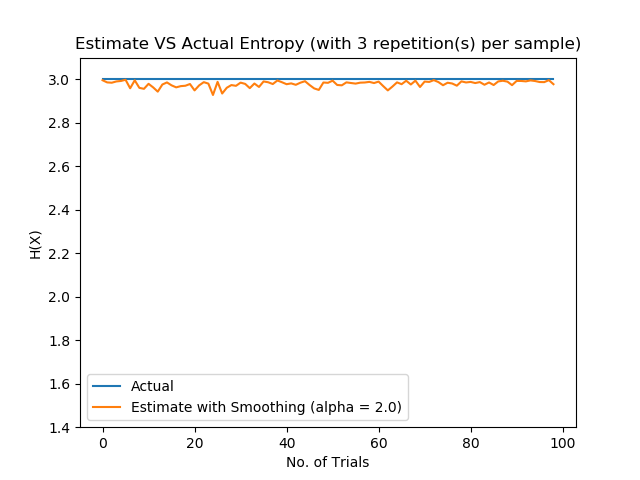 Estimate VS Actual Entropy (with 3 repetition(s) per sample)
H(X)
3.0
2.8
2.6
2.4
2.2
2.0
1.8
1.6
1.4
Actual
Estimate with Smoothing (alpha = 2.0)
0 20 40 60 80 100
No. of Trials